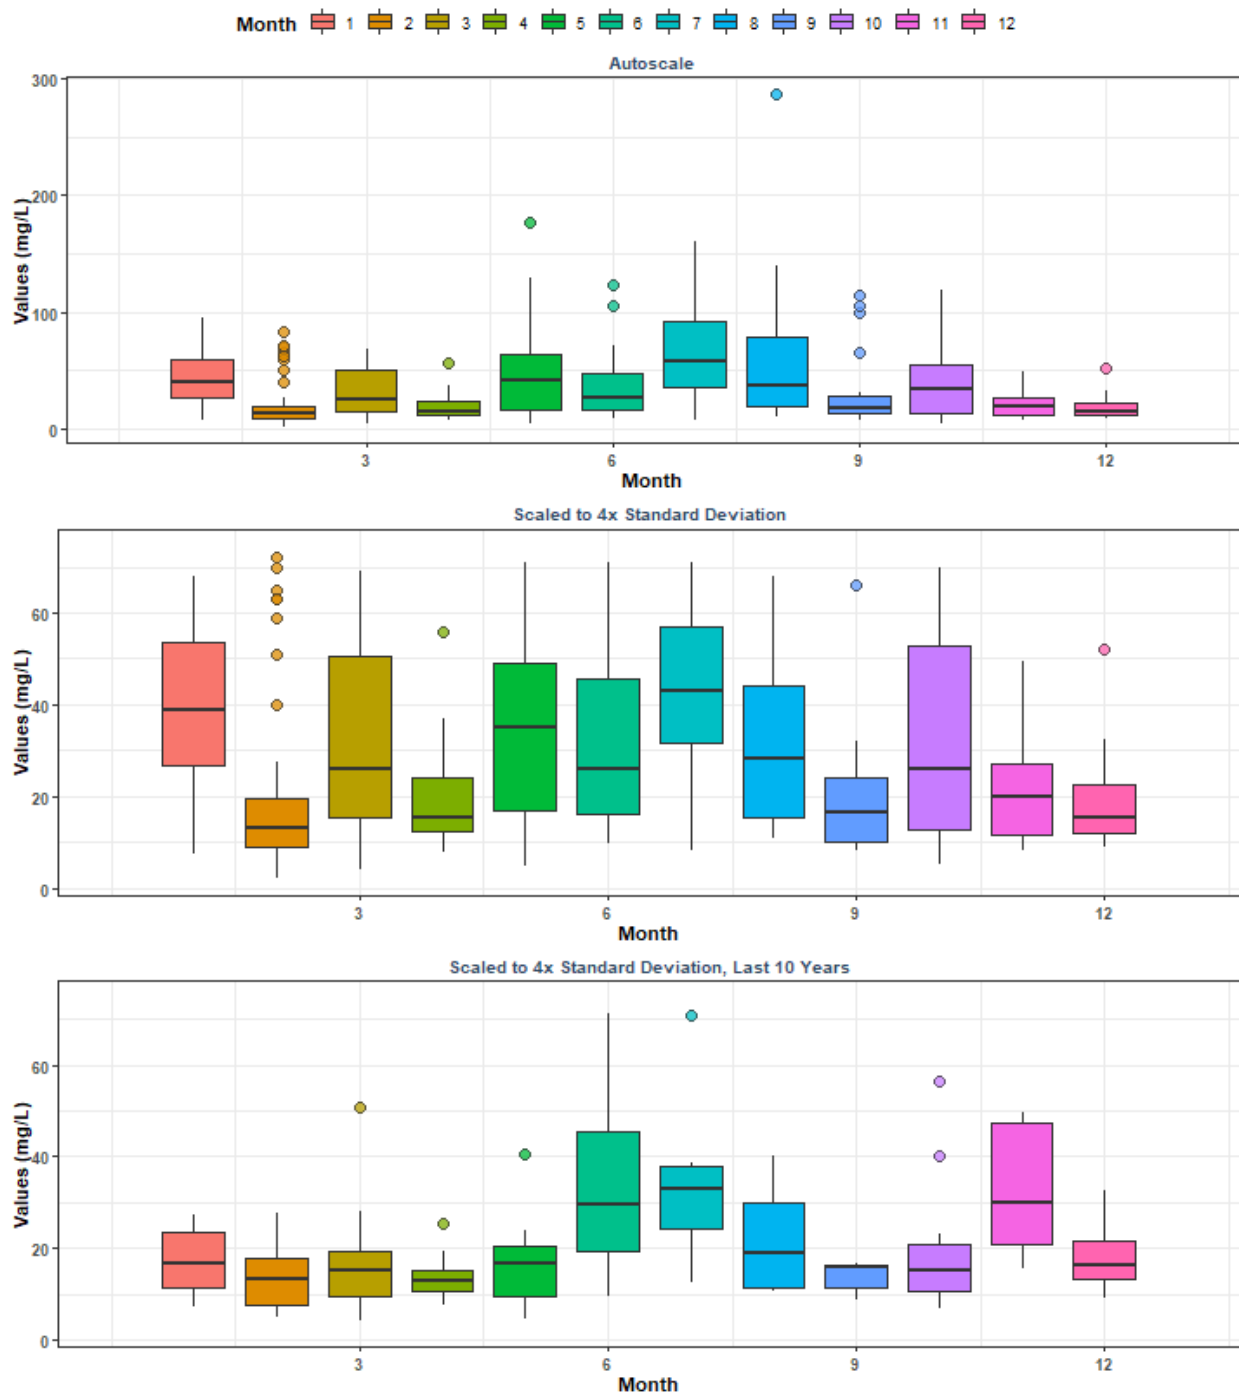 Month 1 2 3 4 5 6 7 8 9 10 11 12
Autoscale
Values (mg/L)
300
200
100
0
3 6 9 12
Month
Scaled to 4x Standard Deviation
Values (mg/L)
60
40
20
0
3 6 9 12
Month
Scaled to 4x Standard Deviation, Last 10 Years
Values (mg/L)
60
40
20
0
3 6 9 12
Month